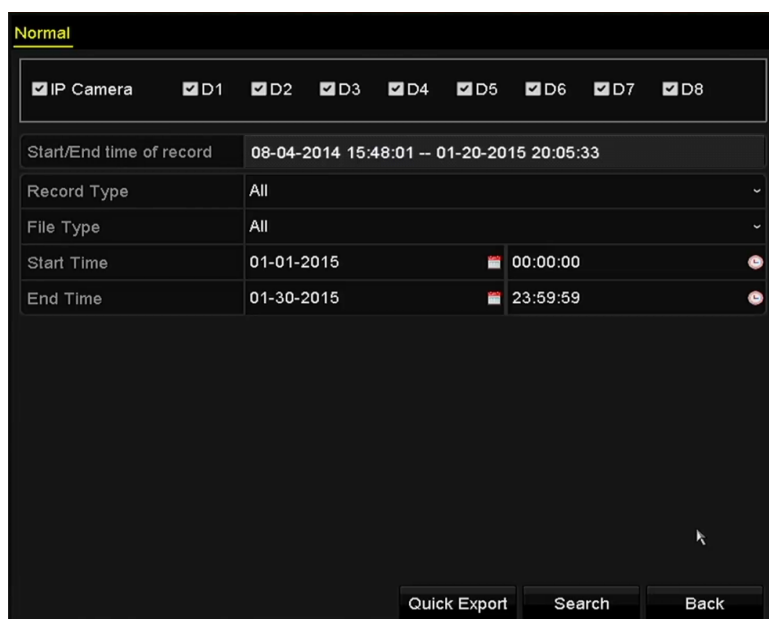 Normal
IP Camera D1 D2 D3 D4 D5 D6 D7 D8
Start/End time of record 08-04-2014 15:48:01 -- 01-20-2015 20:05:33
Record Type All
File Type All
Start Time 01-01-2015 00:00:00
End Time 01-30-2015 23:59:59
Quick Export Search Back